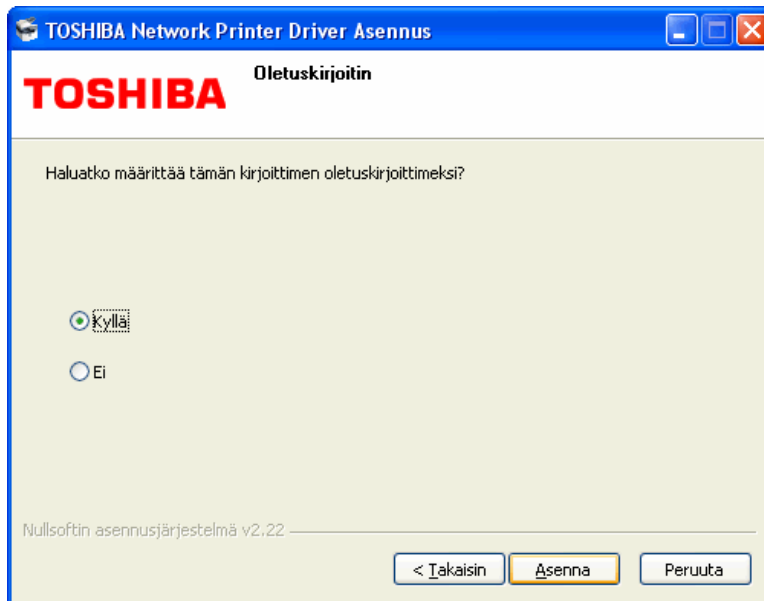 TOSHIBA Network Printer Driver Asennus
TOSHIBA
Oletuskirjoitin
Haluatko määrittää tämän kirjoittimen oletuskirjoittimeksi?
Kyllä
Ei
Nullsoftin asennusjärjestelmä v2.22
< Takaisin
Asenna
Peruuta